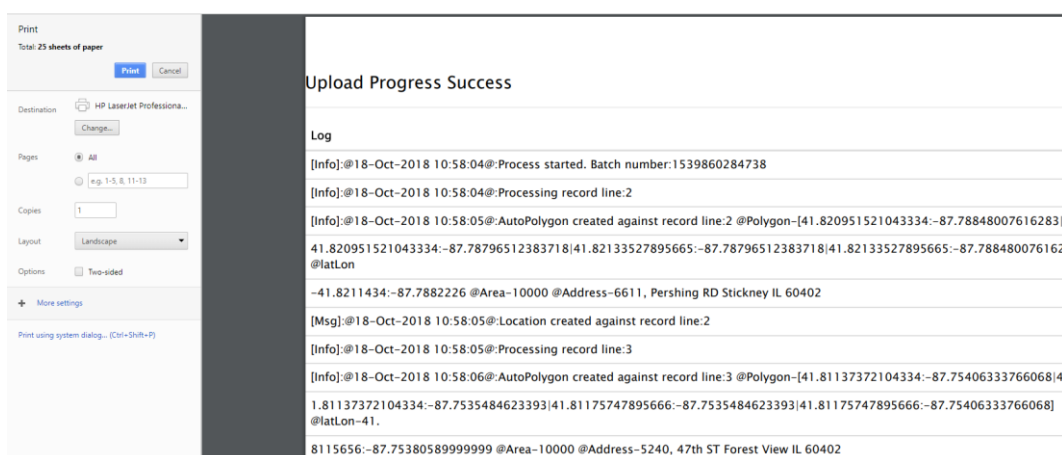 Print
Total: 25 sheets of paper
Print Cancel
Destination HP LaserJet Professiona...
Change...
Pages All
e.g. 1-5, 8, 11-13
Copies 1
Layout Landscape
Options Two-sided
+ More settings
Print using system dialog... (Ctrl+Shift+P)
Upload Progress Success
Log
[Info]:@18-Oct-2018 10:58:04@:Process started. Batch number:1539860284738
[Info]:@18-Oct-2018 10:58:04@:Processing record line:2
[Info]:@18-Oct-2018 10:58:05@:AutoPolygon created against record line:2 @Polygon-[41.820951521043334:-87.78848007616283|
41.820951521043334:-87.78796512383718|41.82133527895665:-87.78796512383718|41.82133527895665:-87.788480076162
@latLon
-41.8211434:-87.7882226 @Area-10000 @Address-6611, Pershing RD Stickney IL 60402
[Msg]:@18-Oct-2018 10:58:05@:Location created against record line:2
[Info]:@18-Oct-2018 10:58:05@:Processing record line:3
[Info]:@18-Oct-2018 10:58:06@:AutoPolygon created against record line:3 @Polygon-[41.81137372104334:-87.75406333766068|4
1.81137372104334:-87.7535484623393|41.81175747895666:-87.7535484623393|41.81175747895666:-87.75406333766068]
@latLon-41.
8115656:-87.75380589999999 @Area-10000 @Address-5240, 47th ST Forest View IL 60402